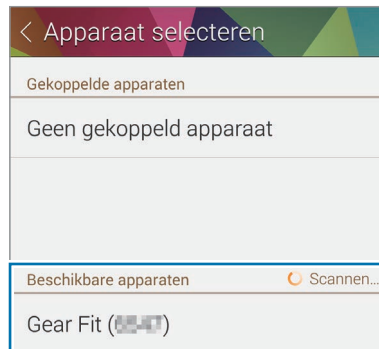 Apparaat selecteren
Gekoppelde apparaten
Geen gekoppeld apparaat
Beschikbare apparaten Scannen...
Gear Fit ()